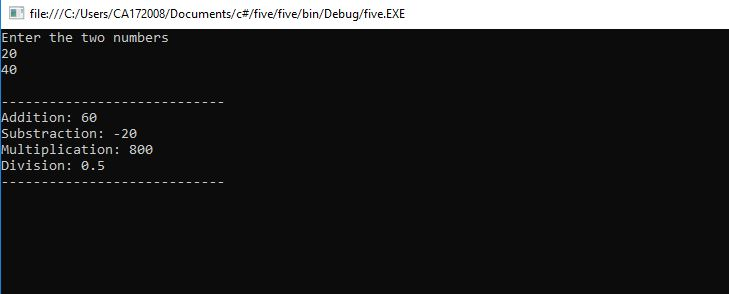 file:///C:/Users/CA172008/Documents/c#/five/five/bin/Debug/five.EXE
Enter the two numbers
20
40
----------------------------
Addition: 60
Substraction: -20
Multiplication: 800
Division: 0.5
----------------------------